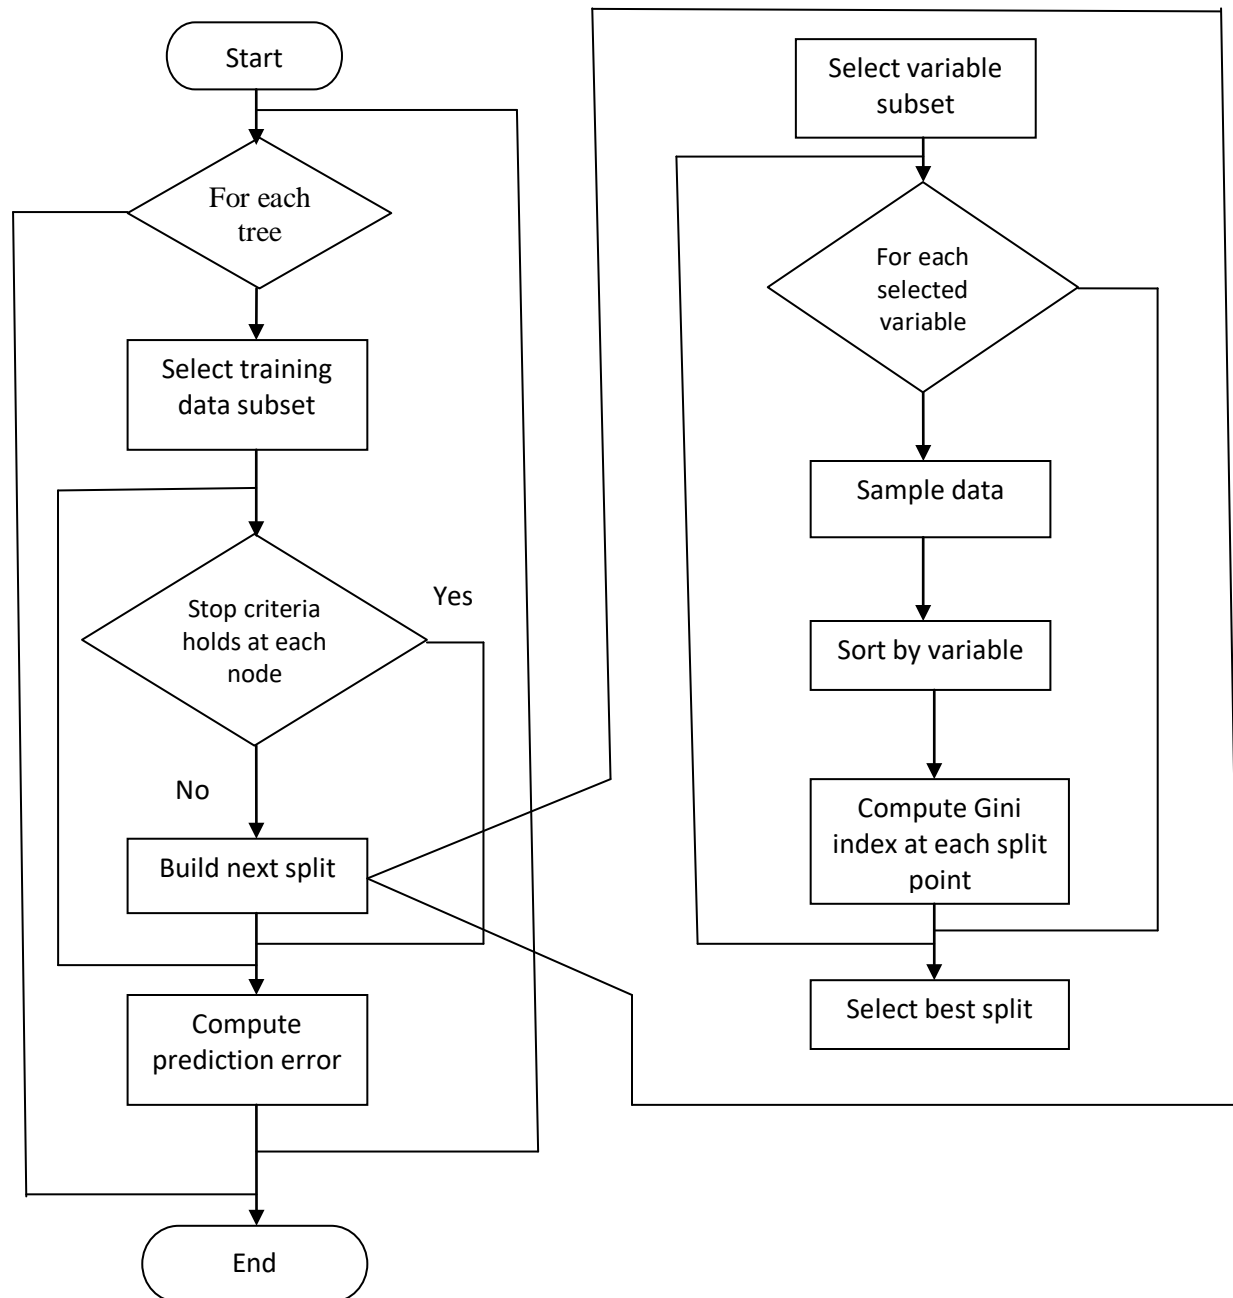 Start
For each
tree
Select training
data subset
Stop criteria
holds at each
node
Yes
No
Build next split
Compute
prediction error
End
Select variable
subset
For each
selected
variable
Sample data
Sort by variable
Compute Gini
index at each split
point
Select best split